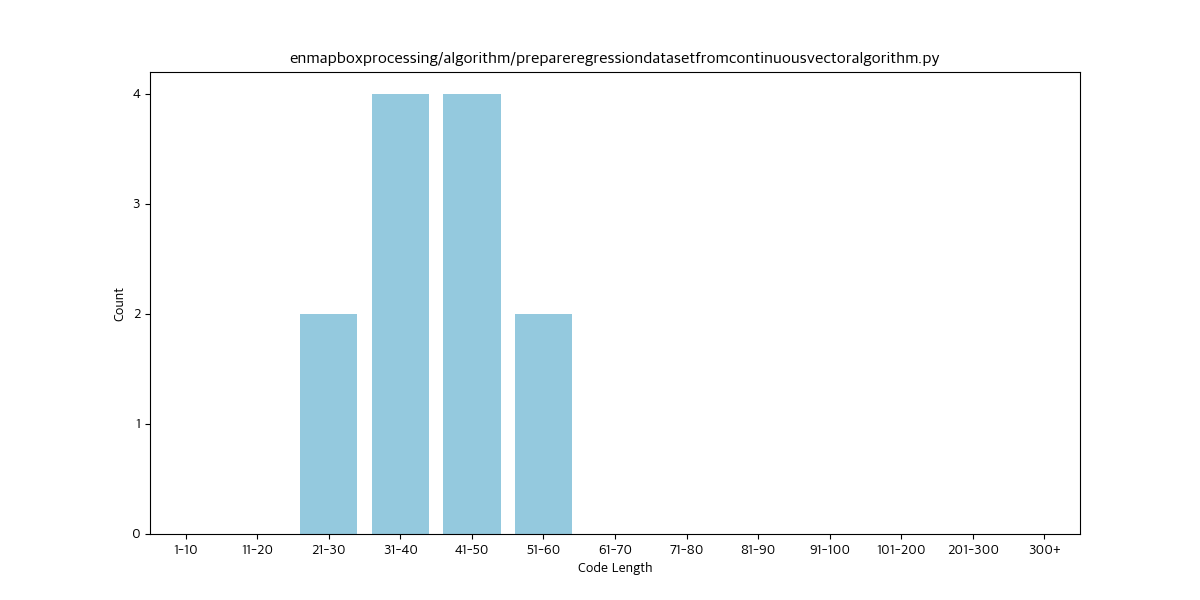 enmapboxprocessing/algorithm/prepareregressiondatasetfromcontinuousvectoralgorithm.py
4
3
2
1
0
Count
1-10 11-20 21-30 31-40 41-50 51-60 61-70 71-80 81-90 91-100 101-200 201-300 300+
Code Length